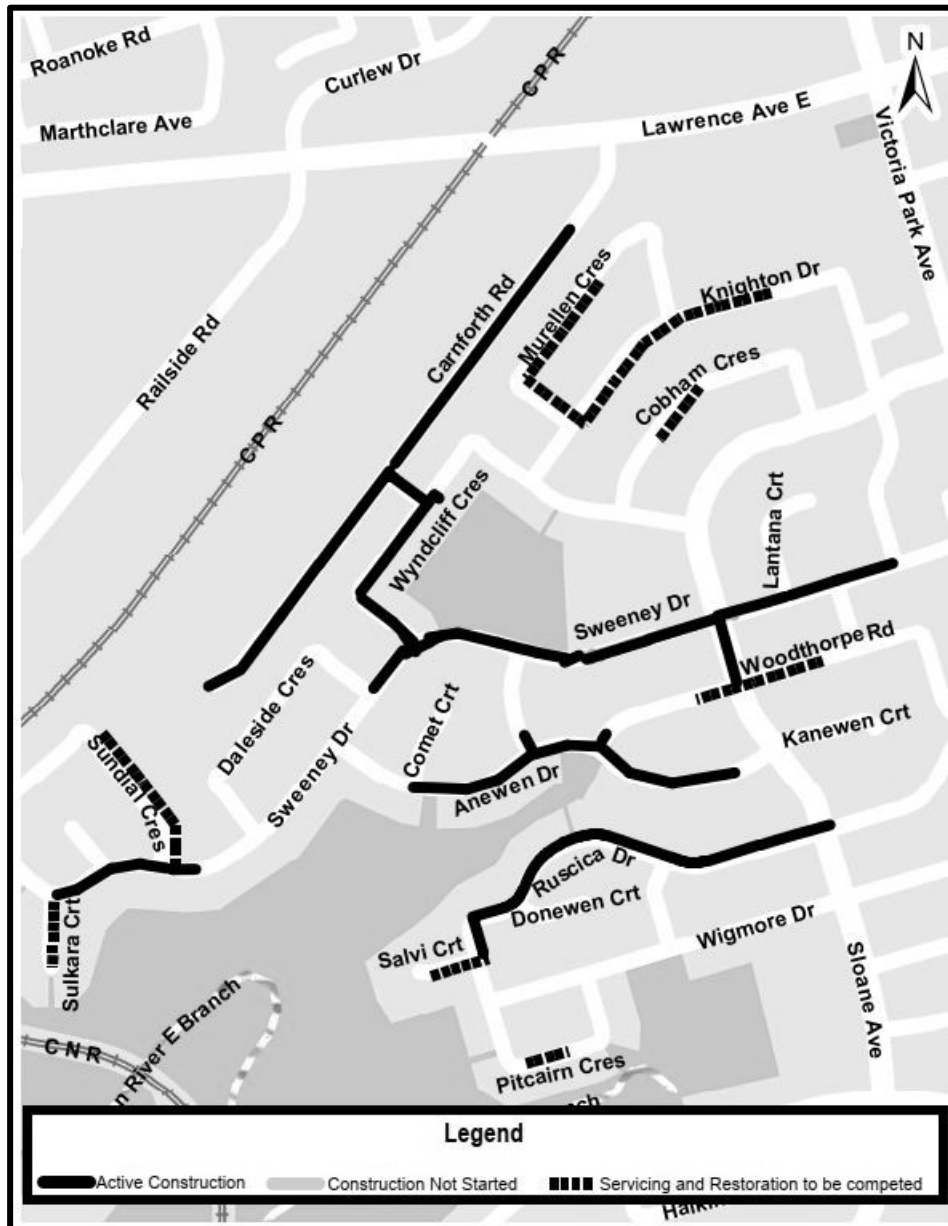 Roanoke Rd
Curlew Dr
CPR
N
Marthclare Ave
Lawrence Ave E
Victoria Park Ave
Railside Rd
CPR
Carnforth Rd
Murellen Cres
Knighton Dr
Cobham Cres
Wyndcliff Cres
Lantana Crt
Sweeney Dr
Woodthorpe Rd
Daleside Cres
Comet Crt
Kanewen Crt
Sundial Cres
Sweeney Dr
Anewen Dr
Ruscica Dr
Donewen Crt
Salvi Crt
Wigmore Dr
Sulkara Crt
Sloane Ave
CNR
n River E Branch
Pitcairn Cres
Legend
Active Construction
Construction Not Started
Servicing and Restoration to be competed